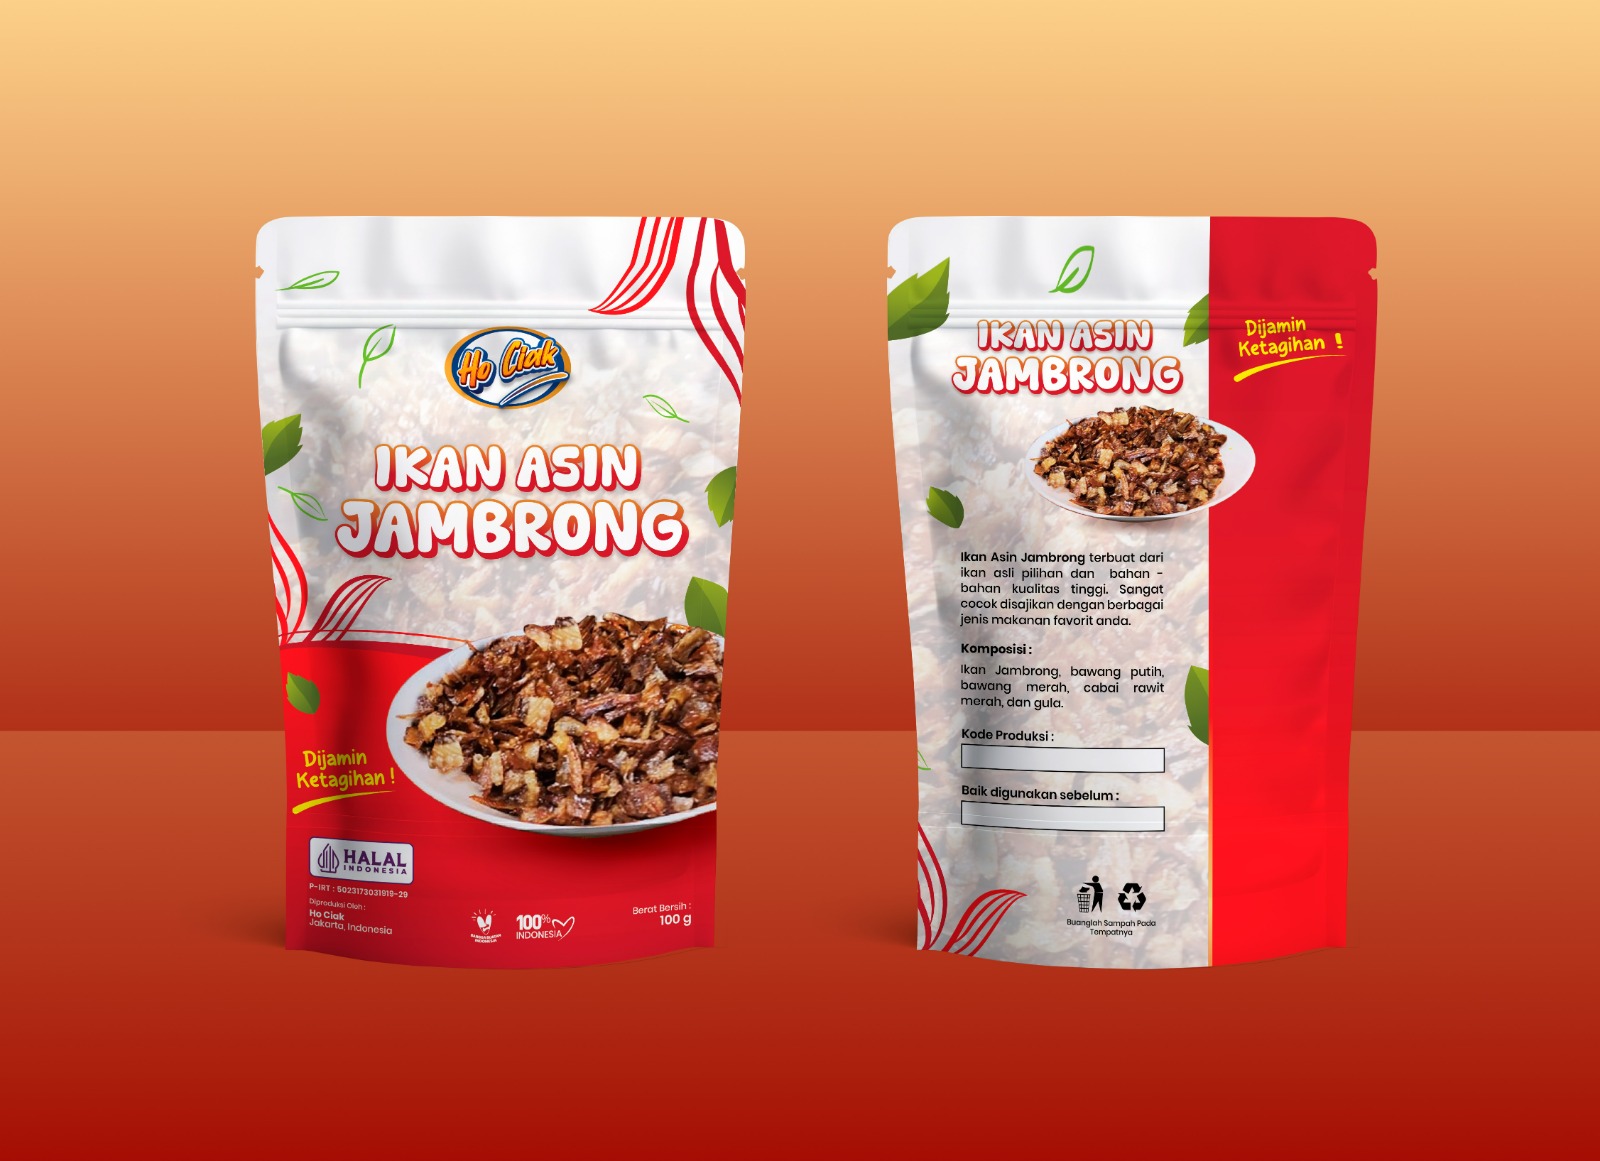 Ho Ciak
IKAN ASIN
JAMBRONG
Dijamin
Ketagihan !
HALAL
INDONESIA
P-IRT : 5023173031919-29
Diproduksi Oleh :
Ho Ciak
Jakarta, Indonesia
100%
INDONESIA
Berat Bersih :
100 g
IKAN ASIN
JAMBRONG
Dijamin
Ketagihan !
Ikan Asin Jambrong terbuat dari
ikan asli pilihan dan bahan -
bahan kualitas tinggi. Sangat
cocok disajikan dengan berbagai
jenis makanan favorit anda.
Komposisi :
Ikan Jambrong, bawang putih,
bawang merah, cabai rawit
merah, dan gula.
Kode Produksi :
Baik digunakan sebelum :
Buanglah Sampah Pada
Tempatnya